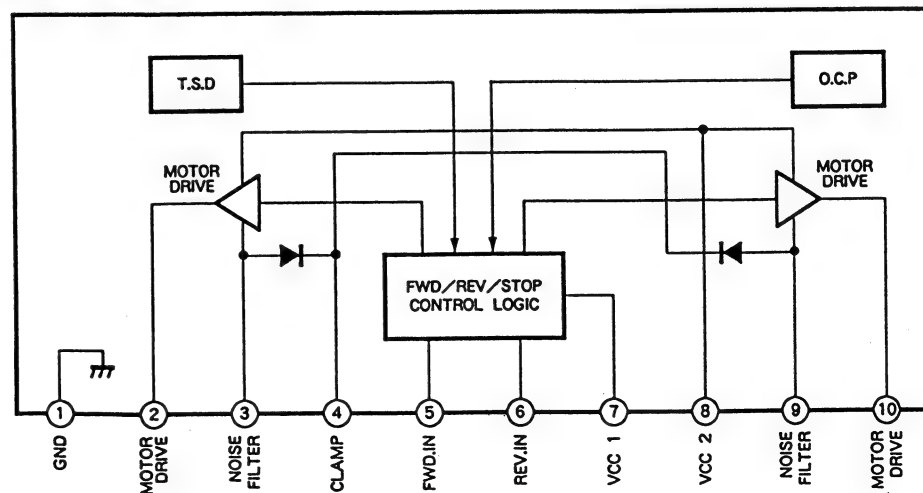 T.S.D
O.C.P
MOTOR
DRIVE
MOTOR
DRIVE
FWD/REV/STOP
CONTROL LOGIC
1
2
3
4
5
6
7
8
9
10
GND
MOTOR
DRIVE
NOISE
FILTER
CLAMP
FWD.IN
REV.IN
VCC 1
VCC 2
NOISE
FILTER
MOTOR
DRIVE